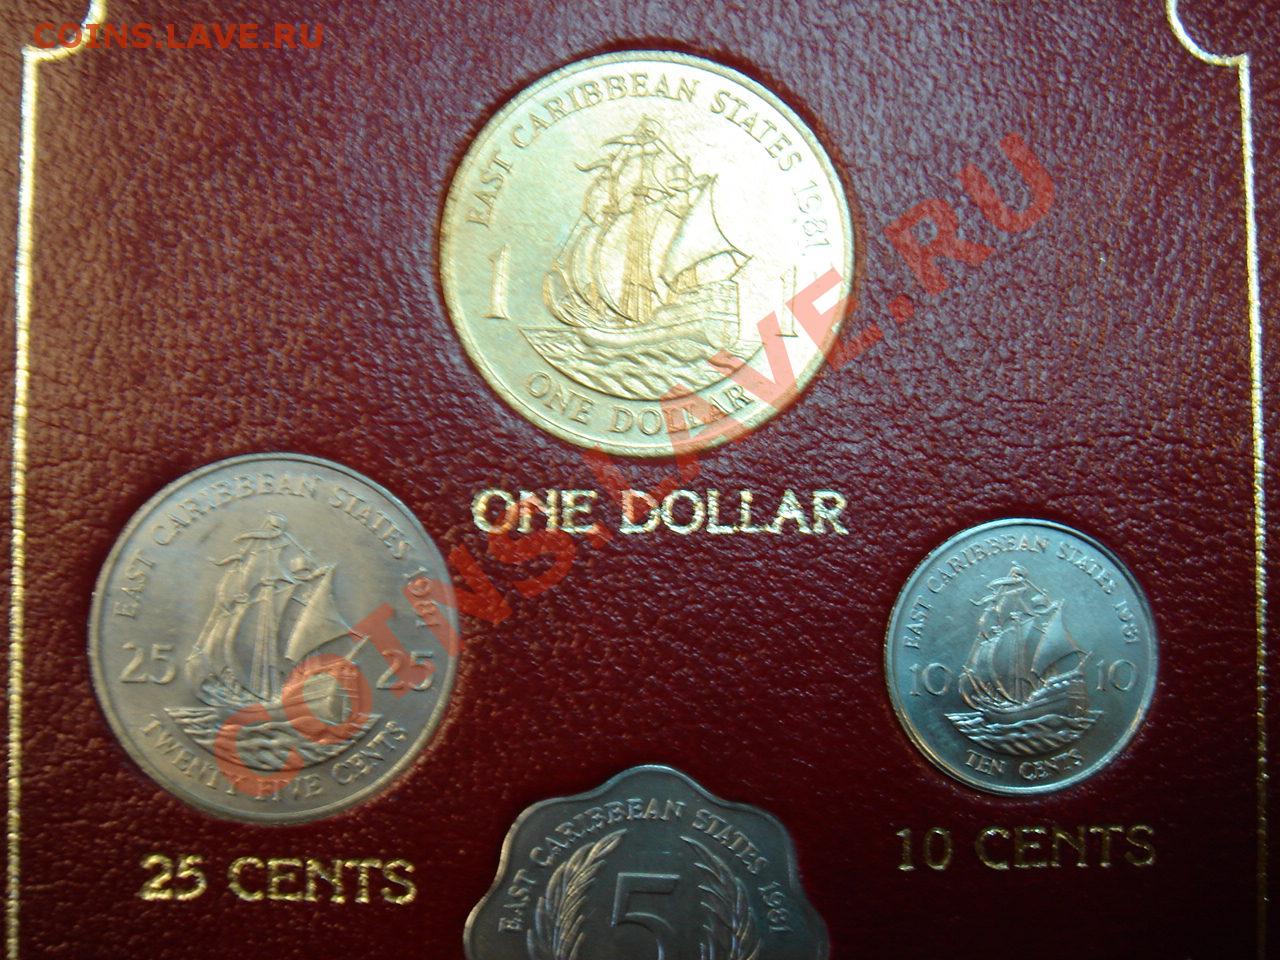 COINS.LAVE.RU
EAST CARIBBEAN STATES 1981
1 1
ONE DOLLAR
ONE DOLLAR
COINS.LAVE.RU
EAST CARIBBEAN STATES 1981
25 25
TWENTY FIVE CENTS
25 CENTS
EAST CARIBBEAN STATES 1981
10 10
TEN CENTS
10 CENTS
EAST CARIBBEAN STATES 1981
5